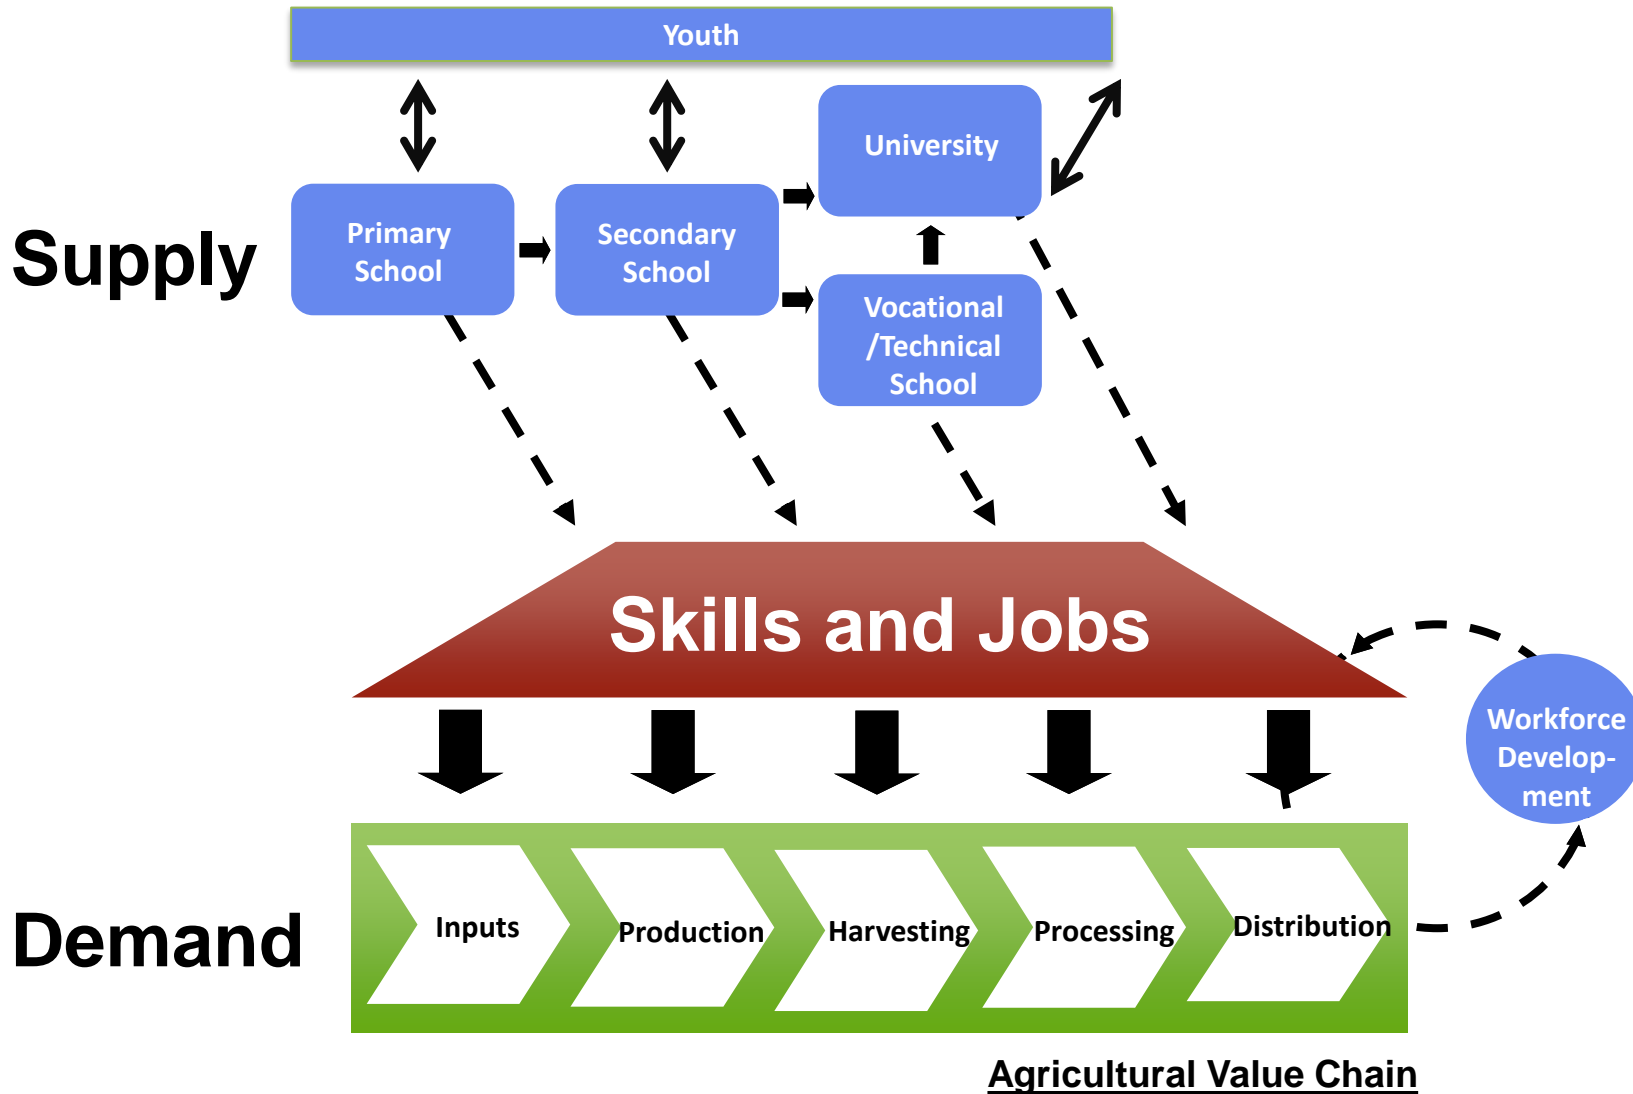 Youth
University
Supply
Primary
School
Secondary
School
Vocational
/Technical
School
Skills and Jobs
Workforce
Develop-
ment
Demand
Inputs
Production
Harvesting
Processing
Distribution
Agricultural Value Chain